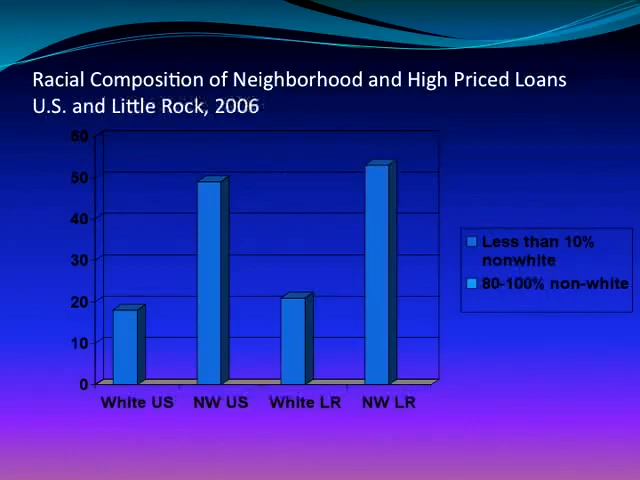 Racial Composition of Neighborhood and High Priced Loans
U.S. and Little Rock, 2006
60
50
40
30
20
10
0
White US
NW US
White LR
NW LR
Less than 10%
nonwhite
80-100% non-white